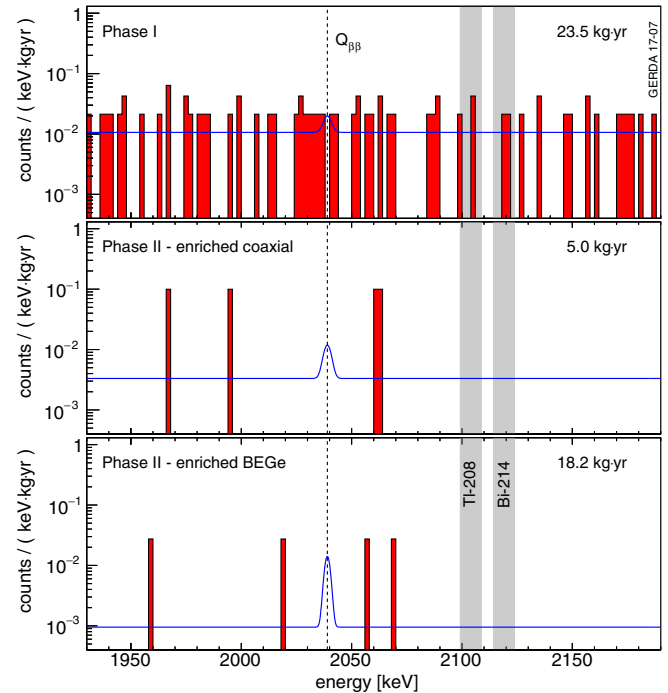 Phase I
Qββ
23.5 kg·yr
GERDA 17-07
counts / ( keV·kg·yr)
1
10⁻¹
10⁻²
10⁻³
Phase II - enriched coaxial
5.0 kg·yr
counts / ( keV·kg·yr)
1
10⁻¹
10⁻²
10⁻³
Phase II - enriched BEGe
18.2 kg·yr
Tl-208
Bi-214
counts / ( keV·kg·yr)
1
10⁻¹
10⁻²
10⁻³
1950 2000 2050 2100 2150
energy [keV]